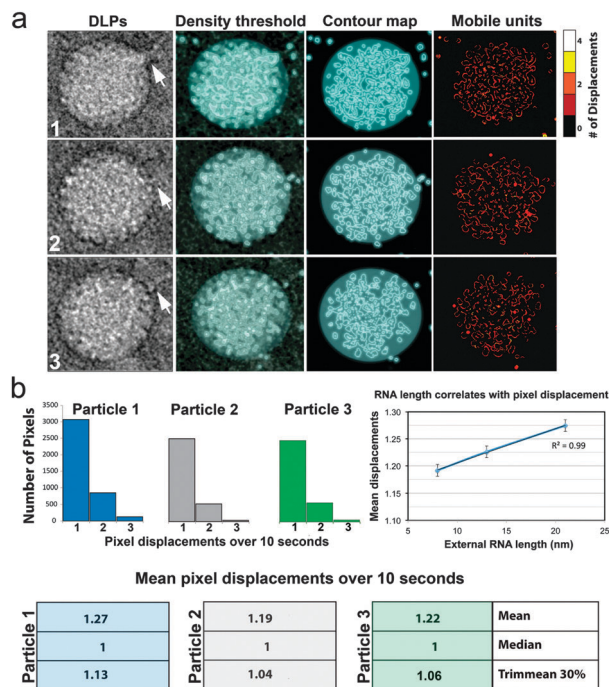 a
DLPs Density threshold Contour map Mobile units
1
2
3
4
2
0
# of Displacements
b
Particle 1 Particle 2 Particle 3
Number of Pixels
3500
3000
2500
2000
1500
1000
500
0
1 2 3 1 2 3 1 2 3
Pixel displacements over 10 seconds
RNA length correlates with pixel displacement
Mean displacements
1.30
1.25
1.20
1.15
1.10
R² = 0.99
5 10 15 20 25
External RNA length (nm)
Mean pixel displacements over 10 seconds
Particle 1
1.27
1
1.13
Particle 2
1.19
1
1.04
Particle 3
1.22 Mean
1 Median
1.06 Trimmean 30%